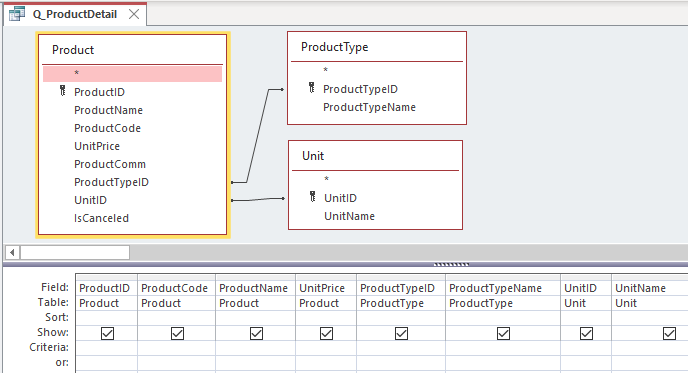 Q_ProductDetail
Product
*
ProductID
ProductName
ProductCode
UnitPrice
ProductComm
ProductTypeID
UnitID
IsCanceled
ProductType
*
ProductTypeID
ProductTypeName
Unit
*
UnitID
UnitName
Field: ProductID ProductCode ProductName UnitPrice ProductTypeID ProductTypeName UnitID UnitName
Table: Product Product Product Product ProductType ProductType Unit Unit
Sort:
Show:
Criteria:
or: